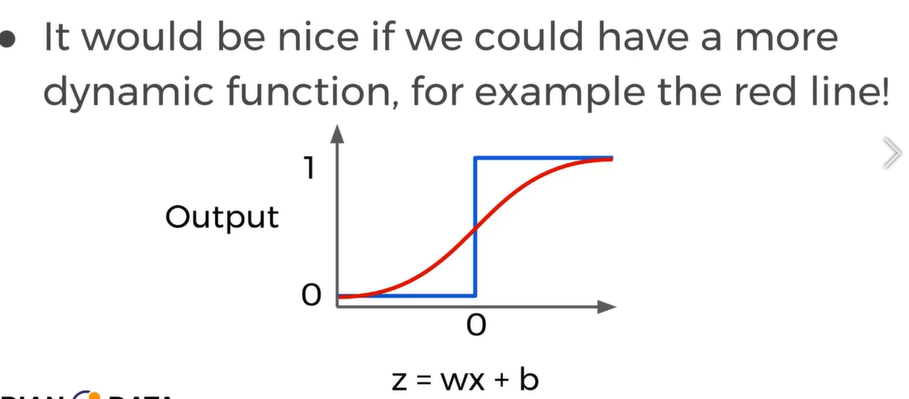 • It would be nice if we could have a more
dynamic function, for example the red line!
1
Output
0
0
z = wx + b
DATA